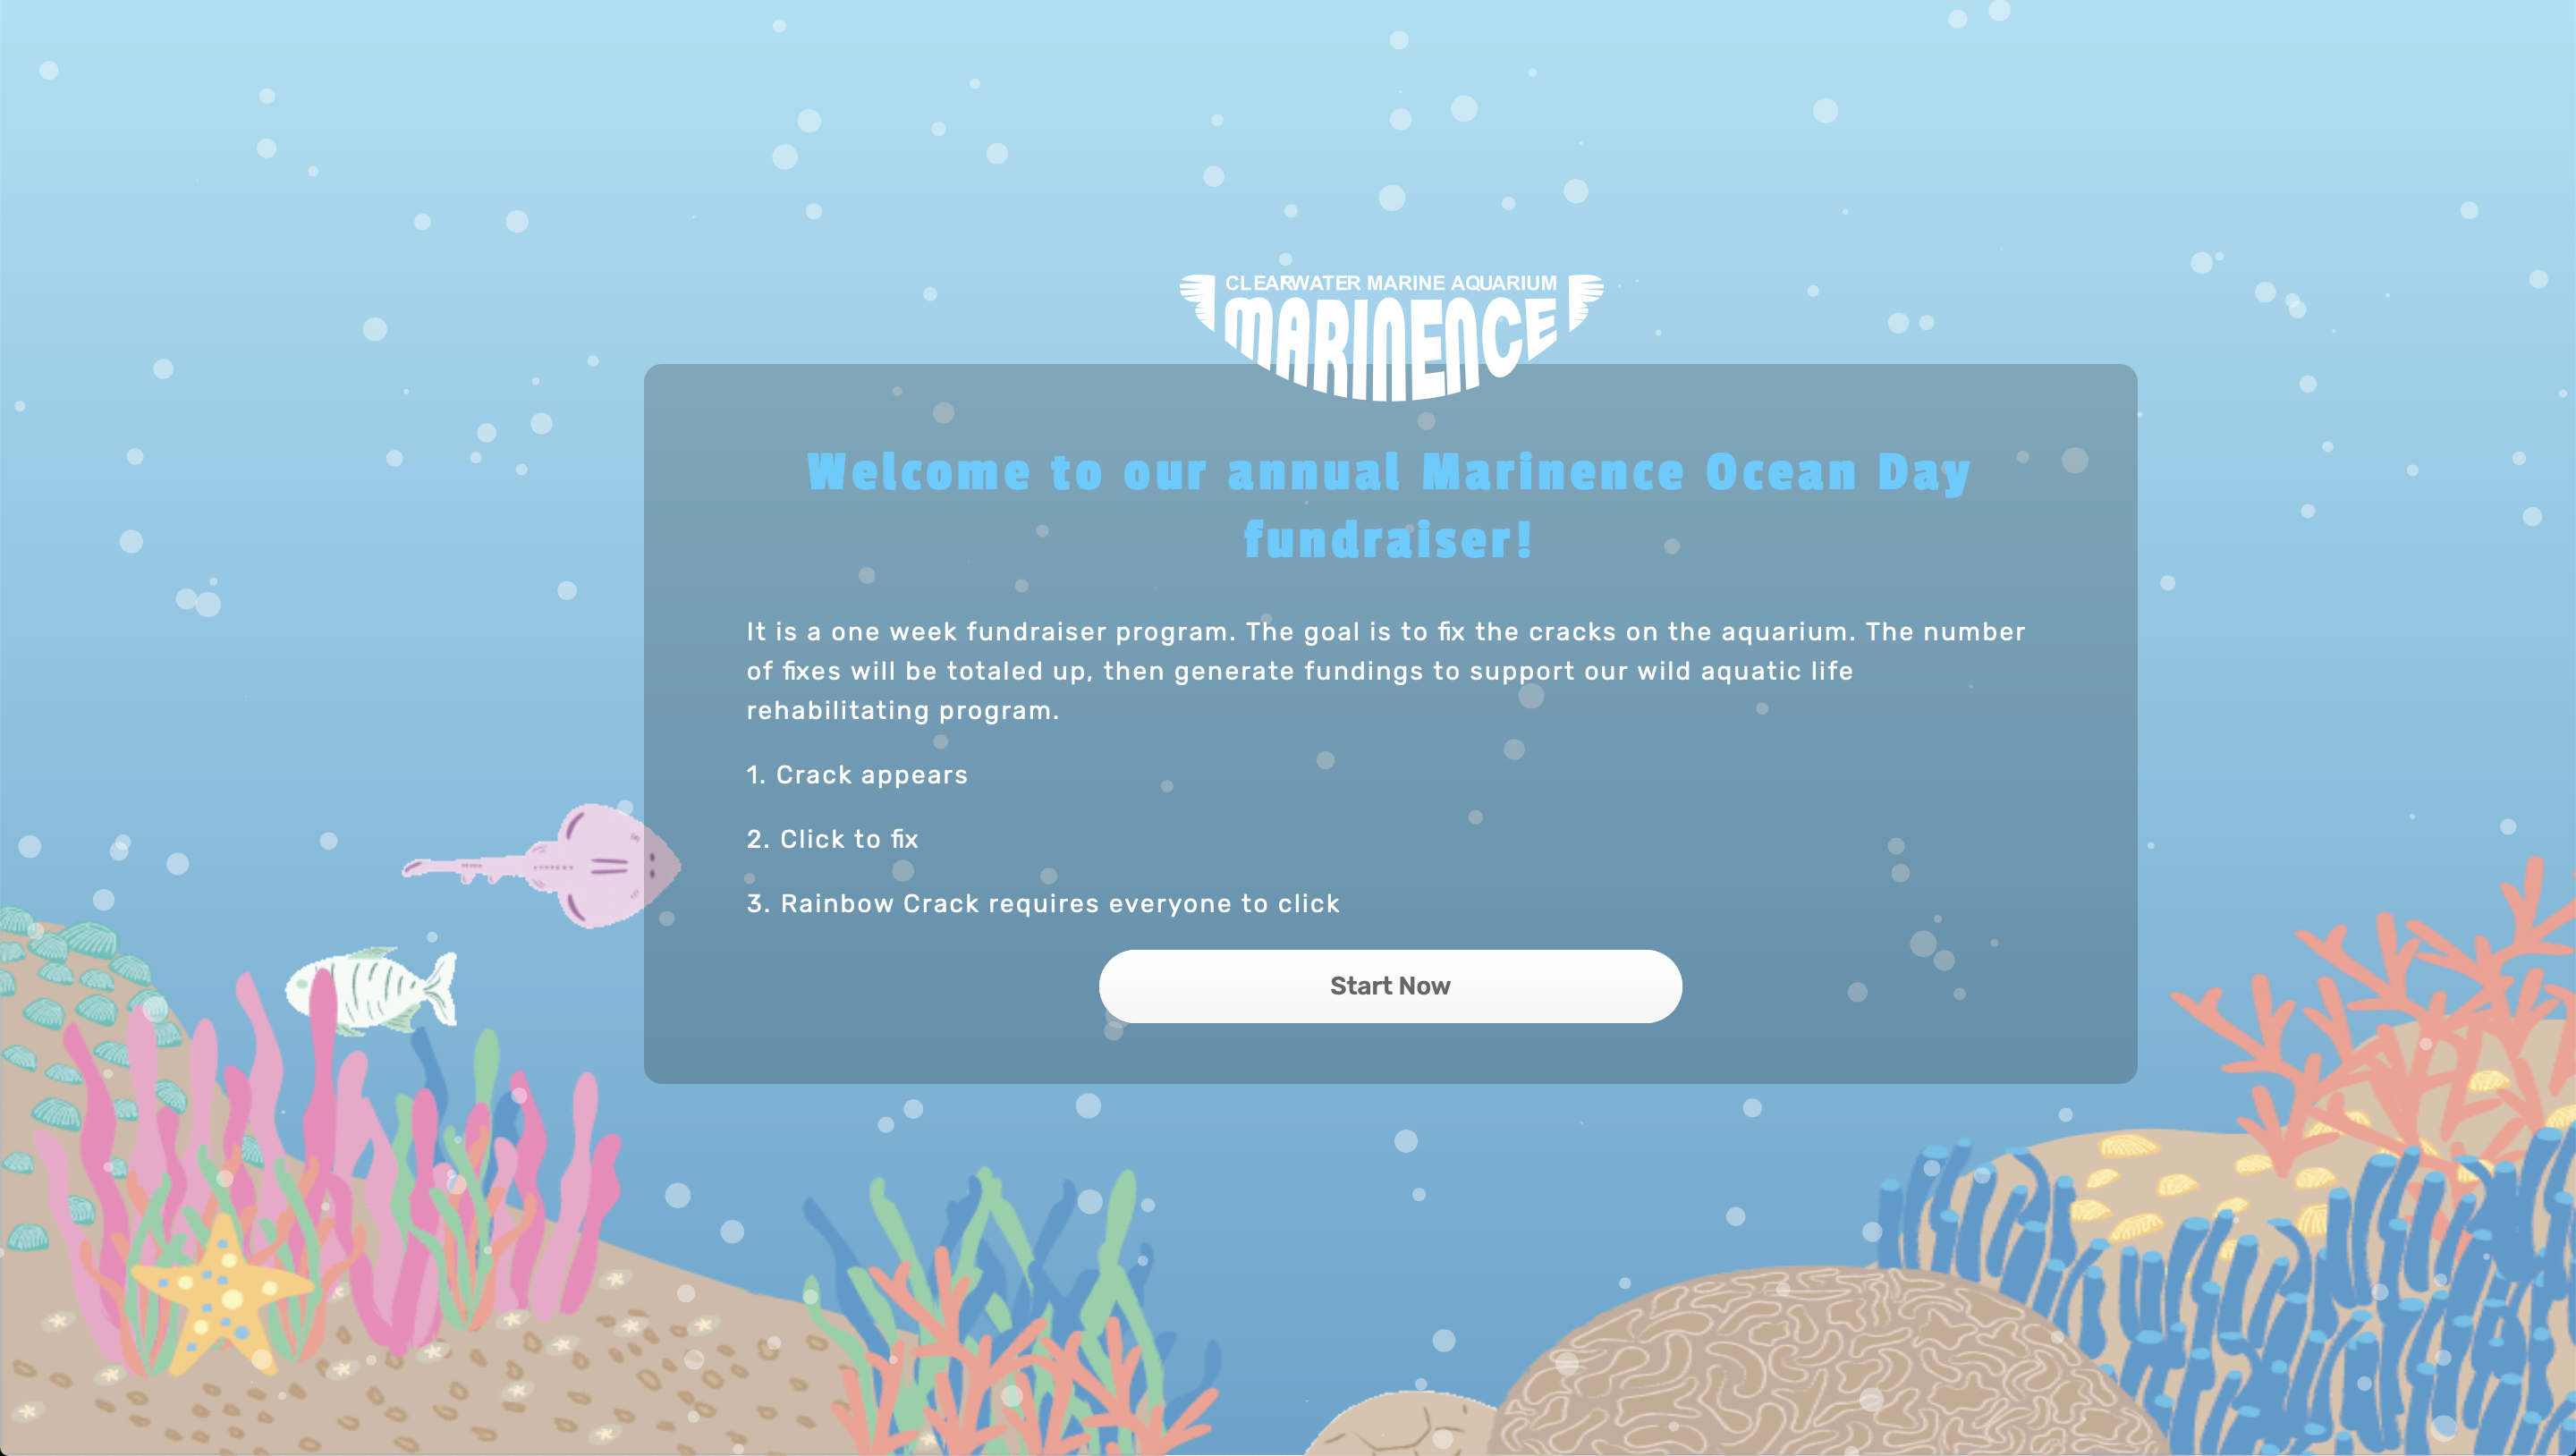 CLEARWATER MARINE AQUARIUM
MARINENCE
Welcome to our annual Marinence Ocean Day
fundraiser!
It is a one week fundraiser program. The goal is to fix the cracks on the aquarium. The number
of fixes will be totaled up, then generate fundings to support our wild aquatic life
rehabilitating program.
1. Crack appears
2. Click to fix
3. Rainbow Crack requires everyone to click
Start Now